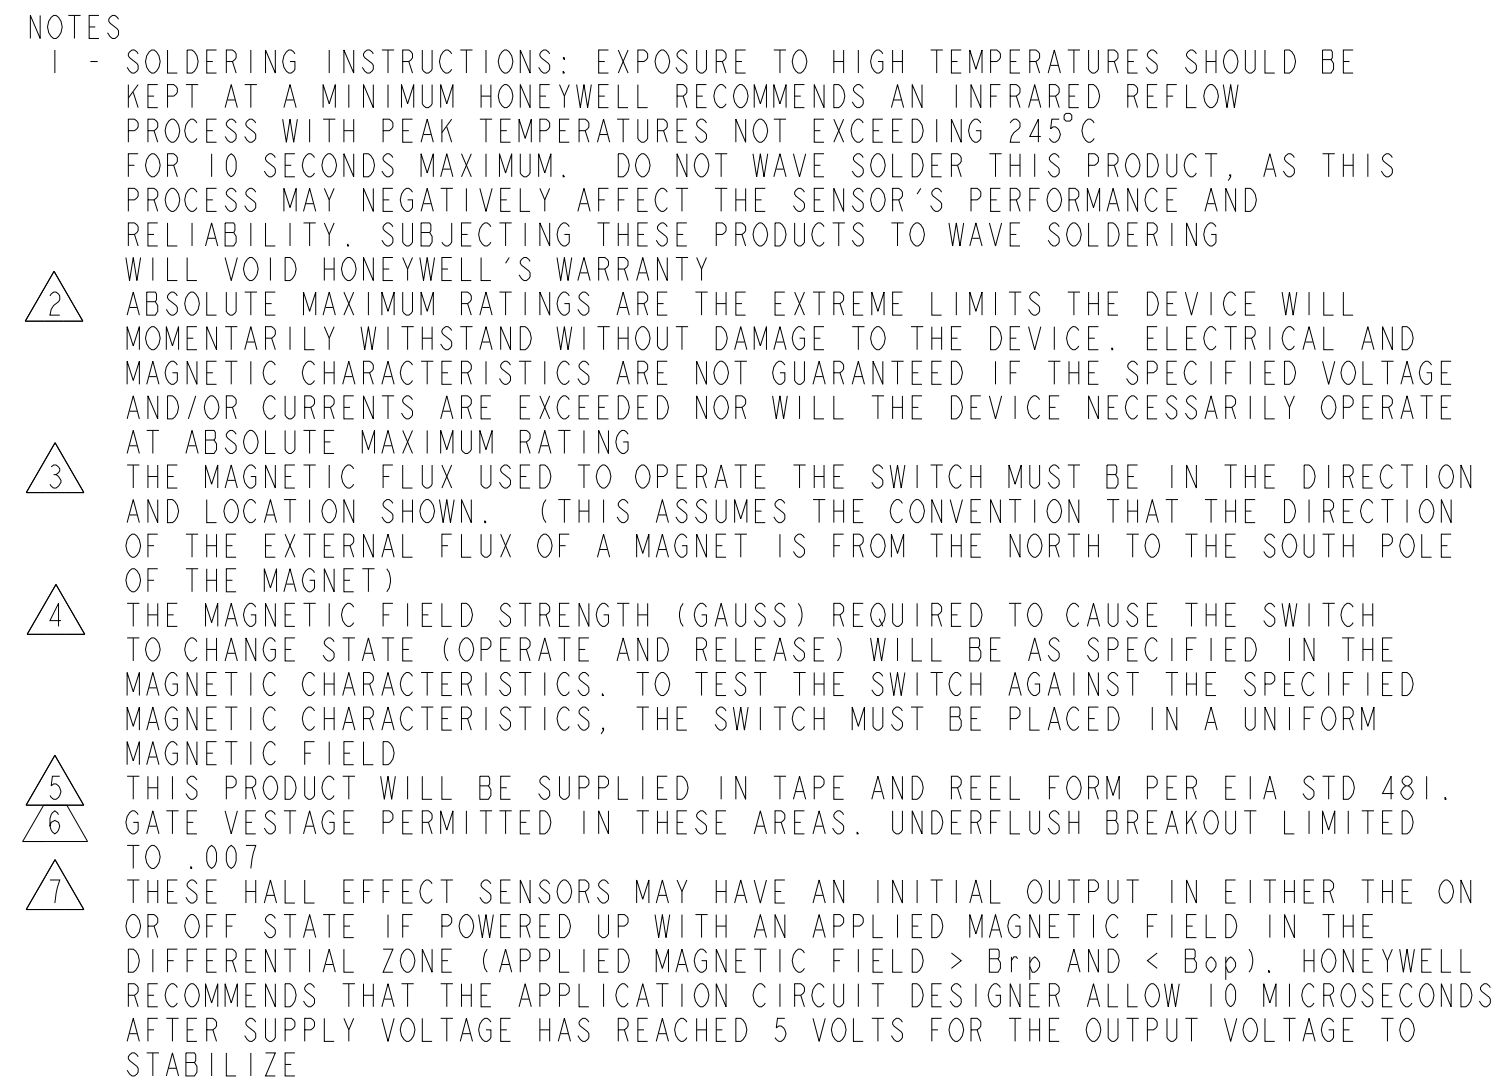 NOTES
1 - SOLDERING INSTRUCTIONS: EXPOSURE TO HIGH TEMPERATURES SHOULD BE
KEPT AT A MINIMUM HONEYWELL RECOMMENDS AN INFRARED REFLOW
PROCESS WITH PEAK TEMPERATURES NOT EXCEEDING 245°C
FOR 10 SECONDS MAXIMUM. DO NOT WAVE SOLDER THIS PRODUCT, AS THIS
PROCESS MAY NEGATIVELY AFFECT THE SENSOR'S PERFORMANCE AND
RELIABILITY. SUBJECTING THESE PRODUCTS TO WAVE SOLDERING
WILL VOID HONEYWELL'S WARRANTY
2 ABSOLUTE MAXIMUM RATINGS ARE THE EXTREME LIMITS THE DEVICE WILL
MOMENTARILY WITHSTAND WITHOUT DAMAGE TO THE DEVICE. ELECTRICAL AND
MAGNETIC CHARACTERISTICS ARE NOT GUARANTEED IF THE SPECIFIED VOLTAGE
AND/OR CURRENTS ARE EXCEEDED NOR WILL THE DEVICE NECESSARILY OPERATE
AT ABSOLUTE MAXIMUM RATING
3 THE MAGNETIC FLUX USED TO OPERATE THE SWITCH MUST BE IN THE DIRECTION
AND LOCATION SHOWN. (THIS ASSUMES THE CONVENTION THAT THE DIRECTION
OF THE EXTERNAL FLUX OF A MAGNET IS FROM THE NORTH TO THE SOUTH POLE
OF THE MAGNET)
4 THE MAGNETIC FIELD STRENGTH (GAUSS) REQUIRED TO CAUSE THE SWITCH
TO CHANGE STATE (OPERATE AND RELEASE) WILL BE AS SPECIFIED IN THE
MAGNETIC CHARACTERISTICS. TO TEST THE SWITCH AGAINST THE SPECIFIED
MAGNETIC CHARACTERISTICS, THE SWITCH MUST BE PLACED IN A UNIFORM
MAGNETIC FIELD
5 THIS PRODUCT WILL BE SUPPLIED IN TAPE AND REEL FORM PER EIA STD 481.
6 GATE VESTAGE PERMITTED IN THESE AREAS. UNDERFLUSH BREAKOUT LIMITED
TO .007
7 THESE HALL EFFECT SENSORS MAY HAVE AN INITIAL OUTPUT IN EITHER THE ON
OR OFF STATE IF POWERED UP WITH AN APPLIED MAGNETIC FIELD IN THE
DIFFERENTIAL ZONE (APPLIED MAGNETIC FIELD > Brp AND < Bop). HONEYWELL
RECOMMENDS THAT THE APPLICATION CIRCUIT DESIGNER ALLOW 10 MICROSECONDS
AFTER SUPPLY VOLTAGE HAS REACHED 5 VOLTS FOR THE OUTPUT VOLTAGE TO
STABILIZE